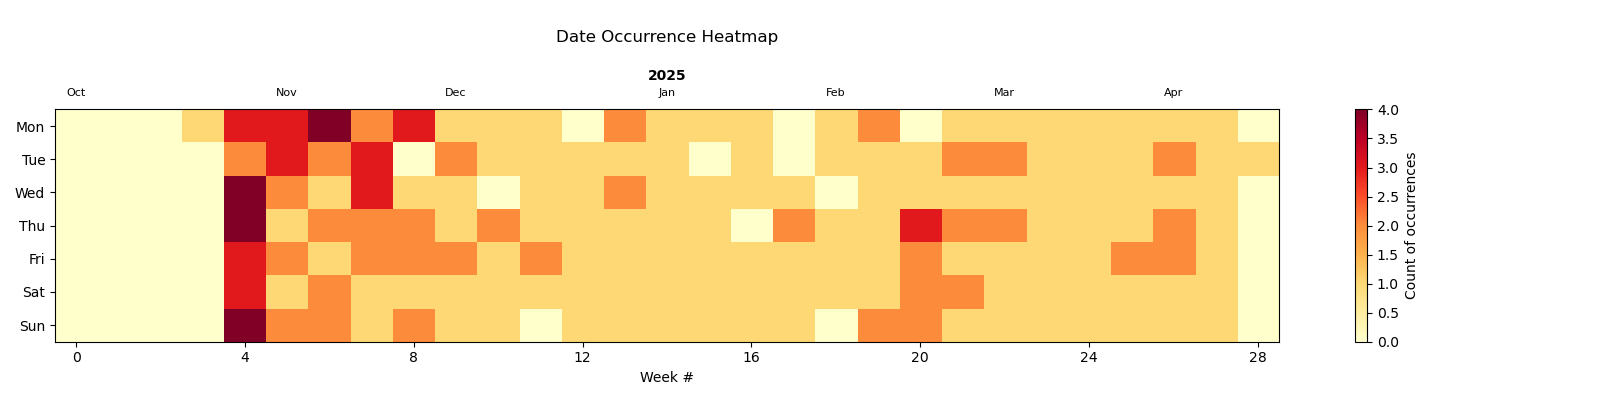 Date Occurrence Heatmap
2025
Oct Nov Dec Jan Feb Mar Apr
Mon
Tue
Wed
Thu
Fri
Sat
Sun
0 4 8 12 16 20 24 28
Week #
4.0
3.5
3.0
2.5
2.0
1.5
1.0
0.5
0.0
Count of occurrences